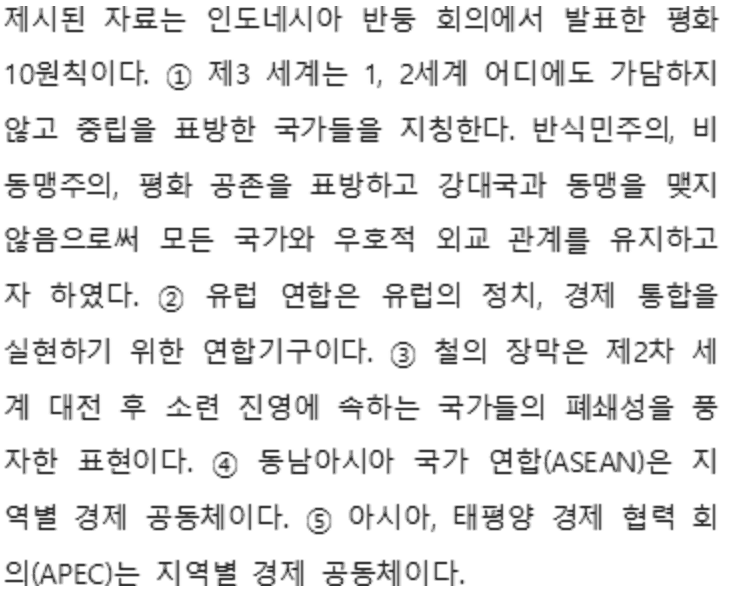 제시된 자료는 인도네시아 반둥 회의에서 발표한 평화
10원칙이다. ① 제3 세계는 1, 2세계 어디에도 가담하지
않고 중립을 표방한 국가들을 지칭한다. 반식민주의, 비
동맹주의, 평화 공존을 표방하고 강대국과 동맹을 맺지
않음으로써 모든 국가와 우호적 외교 관계를 유지하고
자 하였다. ② 유럽 연합은 유럽의 정치, 경제 통합을
실현하기 위한 연합기구이다. ③ 철의 장막은 제2차 세
계 대전 후 소련 진영에 속하는 국가들의 폐쇄성을 풍
자한 표현이다. ④ 동남아시아 국가 연합(ASEAN)은 지
역별 경제 공동체이다. ⑤ 아시아, 태평양 경제 협력 회
의(APEC)는 지역별 경제 공동체이다.